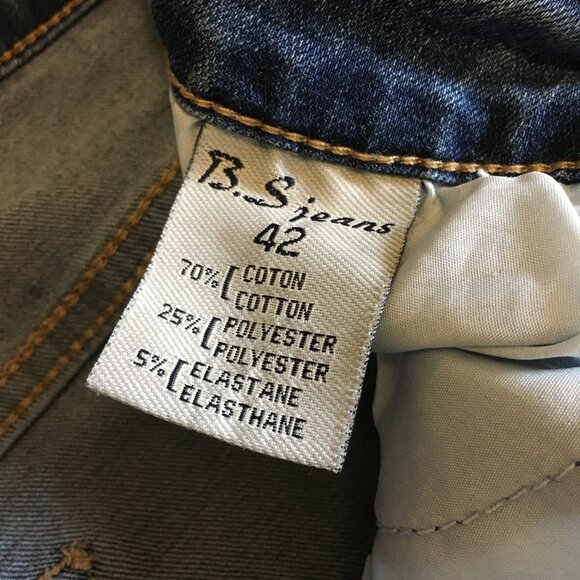 B.S jeans
42
70% [ COTON
COTTON
25% [ POLYESTER
POLYESTER
5% [ ELASTANE
ELASTHANE